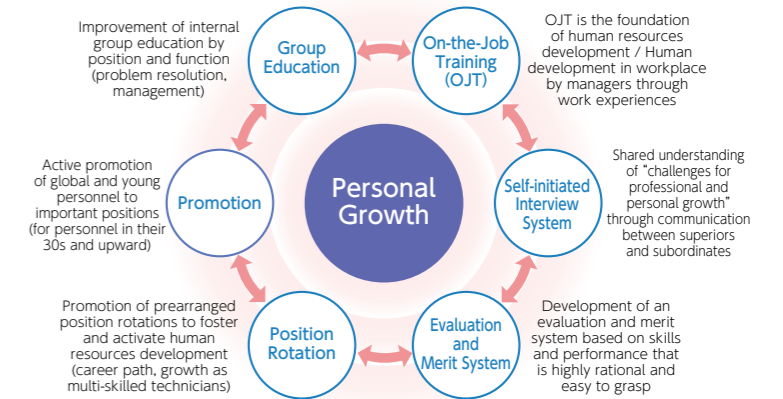 Personal
Growth
Group
Education
Improvement of internal
group education by
position and function
(problem resolution,
management)
On-the-Job
Training
(OJT)
OJT is the foundation
of human resources
development / Human
development in workplace
by managers through
work experiences
Self-initiated
Interview
System
Shared understanding
of “challenges for
professional and
personal growth”
through communication
between superiors
and subordinates
Evaluation
and
Merit System
Development of an
evaluation and merit
system based on skills
and performance that
is highly rational and
easy to grasp
Position
Rotation
Promotion of prearranged
position rotations to foster
and activate human
resources development
(career path, growth as
multi-skilled technicians)
Promotion
Active promotion
of global and young
personnel to
important positions
(for personnel in their
30s and upward)